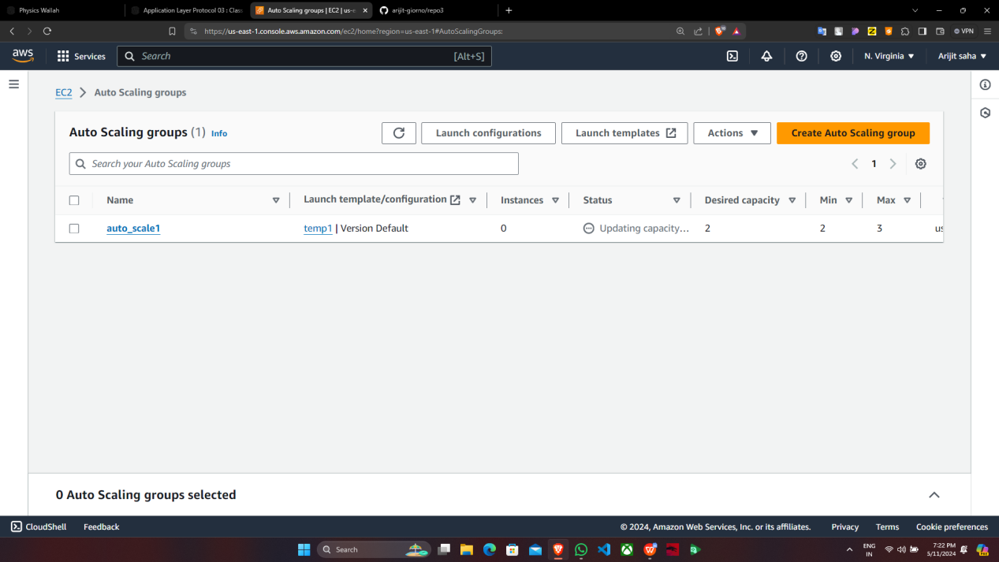 Physics Wallah
Application Layer Protocol 03 : Class
Auto Scaling groups | EC2 | us-e
arijit-giorno/repo3
https://us-east-1.console.aws.amazon.com/ec2/home?region=us-east-1#AutoScalingGroups:
VPN
aws
Services
Search
[Alt+S]
N. Virginia
Arijit saha
EC2
Auto Scaling groups
Auto Scaling groups (1) Info
Launch configurations
Launch templates
Actions
Create Auto Scaling group
Search your Auto Scaling groups
1
Name
Launch template/configuration
Instances
Status
Desired capacity
Min
Max
auto_scale1
temp1 | Version Default
0
Updating capacity...
2
2
3
us
0 Auto Scaling groups selected
CloudShell
Feedback
© 2024, Amazon Web Services, Inc. or its affiliates.
Privacy
Terms
Cookie preferences
Search
ENG
IN
7:22 PM
5/11/2024